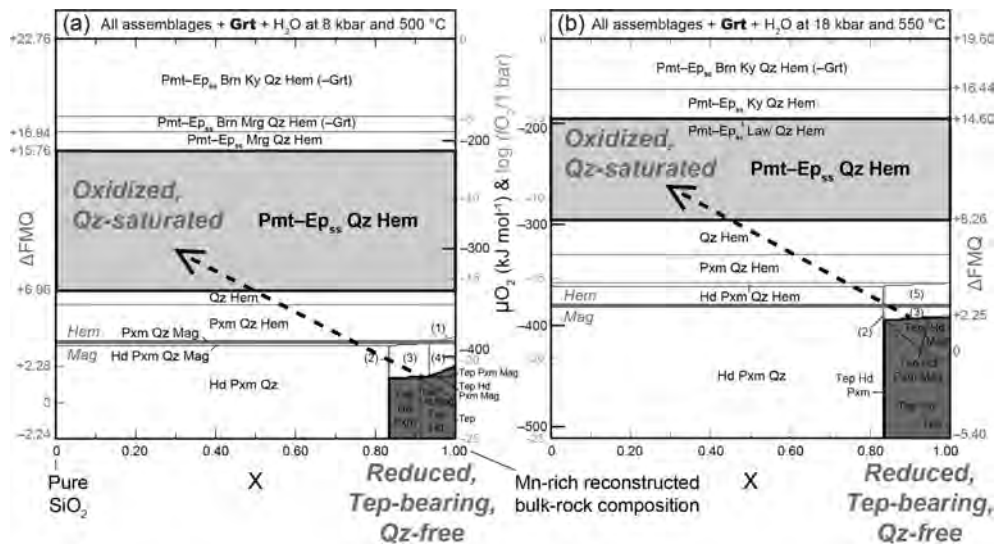 (a) All assemblages + Grt + H2O at 8 kbar and 500 °C
+22.76
Pmt–Epss Brn Ky Qz Hem (–Grt)
Pmt–Epss Brn Mrg Qz Hem (–Grt)
+16.94
Pmt–Epss Mrg Qz Hem
+15.76
Oxidized,
Qz-saturated
Pmt–Epss Qz Hem
ΔFMQ
Qz Hem
Pxm Qz Hem
(1)
Hem
Pxm Qz Mag
Mag
Hd Pxm Qz Mag
(2)
(3)
(4)
+2.28
Hd Pxm Qz
Tep Pxm Mag
Tep Hd
Pxm Mag
Tep
0
–2.24
0 0.20 0.40 0.60 0.80 1.00
Pure
SiO2
X
Reduced,
Tep-bearing,
Qz-free
0
–200
–10
–300
–400
–25
µO2 (kJ mol-1) & log (fO2/1 bar)
Mn-rich reconstructed
bulk-rock composition
(b) All assemblages + Grt + H2O at 18 kbar and 550 °C
+19.60
Pmt–Epss Ky Brn Qz Hem (–Grt)
+16.44
Pmt–Epss Ky Qz Hem
+14.60
–200
Pmt–Epss Law Qz Hem
Oxidized,
Qz-saturated
Pmt–Epss Qz Hem
–10
–300
Qz Hem
Pxm Qz Hem
Hem
Hd Pxm Qz Hem
(5)
Mag
+2.25
(2)
(3)
–400
0
Hd Pxm Qz
Tep Hd
Pxm
–500
–5.40
ΔFMQ
0 0.20 0.40 0.60 0.80 1.00
X
Reduced,
Tep-bearing,
Qz-free